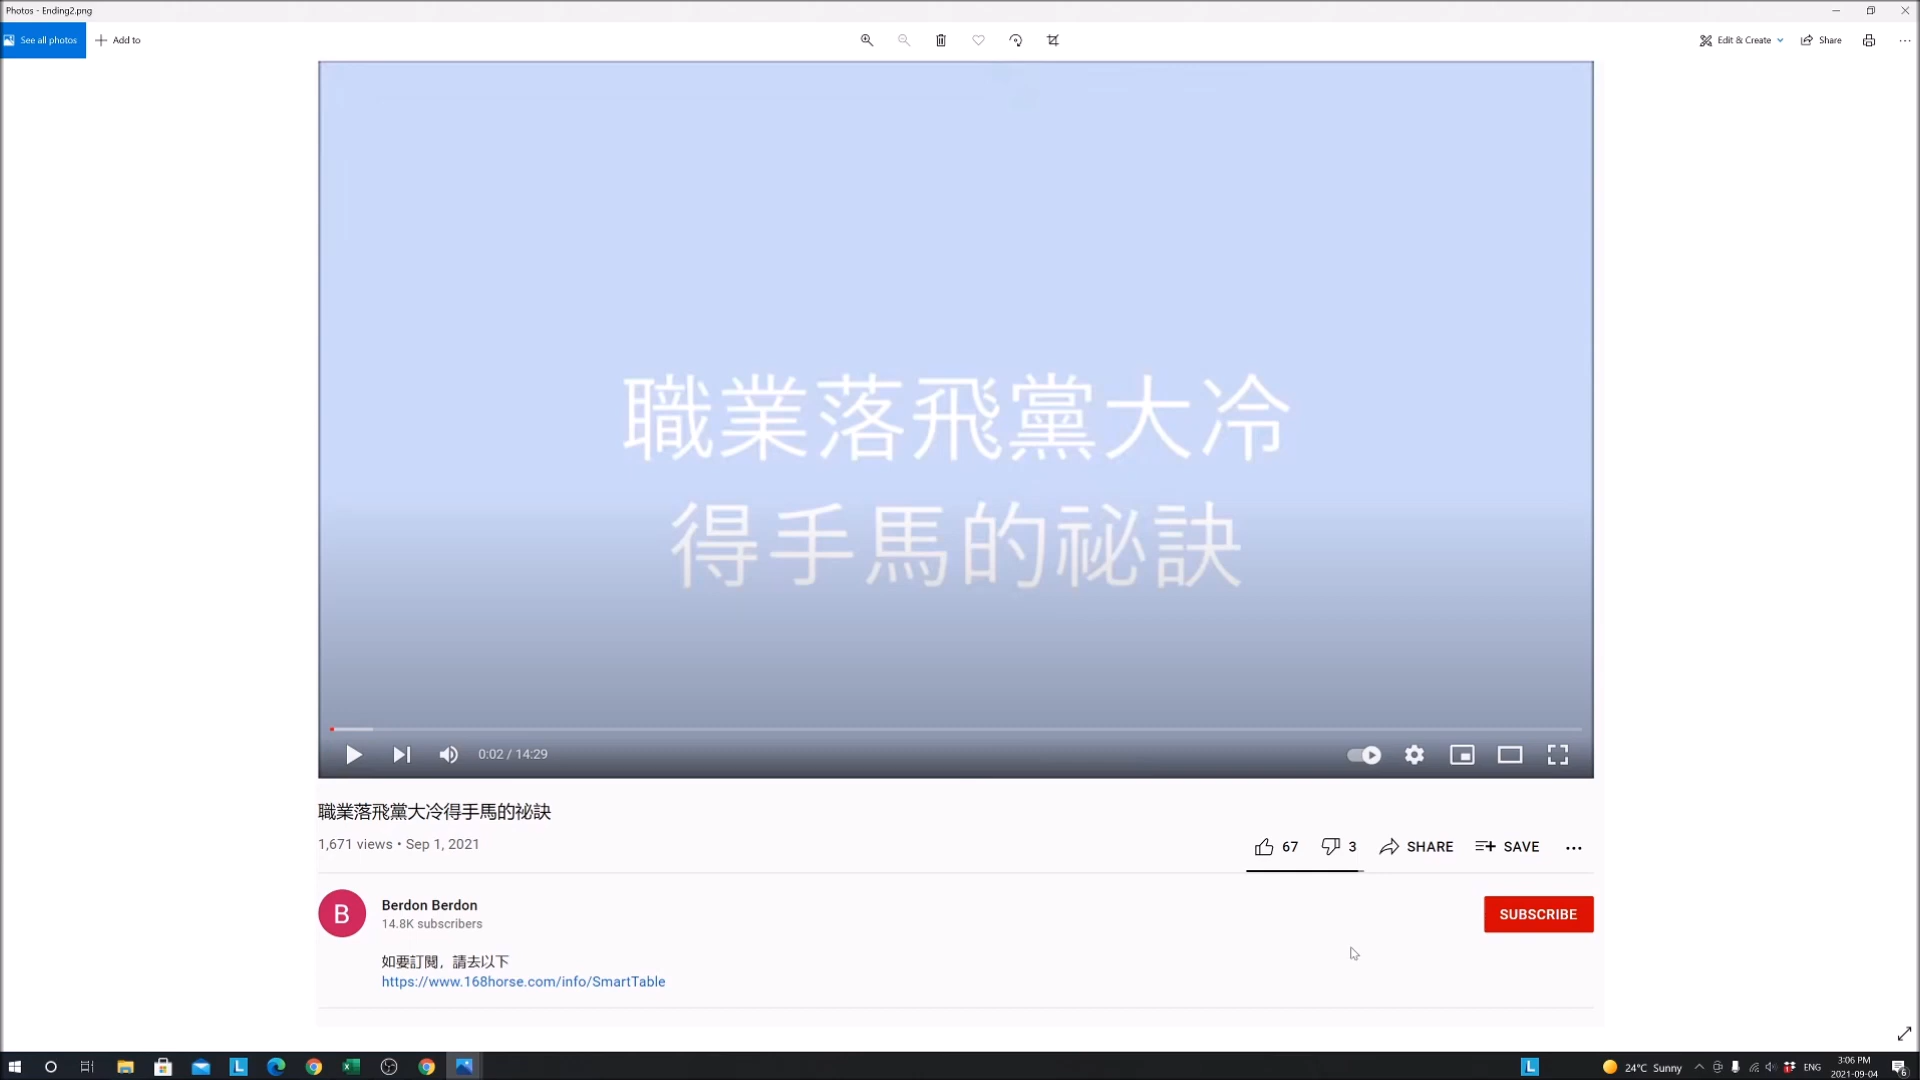 Photos - Ending2.png
See all photos
Add to
Edit & Create
Share
職業落飛黨大冷
得手馬的祕訣
0:02 / 14:29
職業落飛黨大冷得手馬的祕訣
1,671 views • Sep 1, 2021
67
3
SHARE
SAVE
B
Berdon Berdon
14.8K subscribers
SUBSCRIBE
如要訂閱，請去以下
https://www.168horse.com/info/SmartTable
24°C Sunny
ENG
3:06 PM
2021-09-04